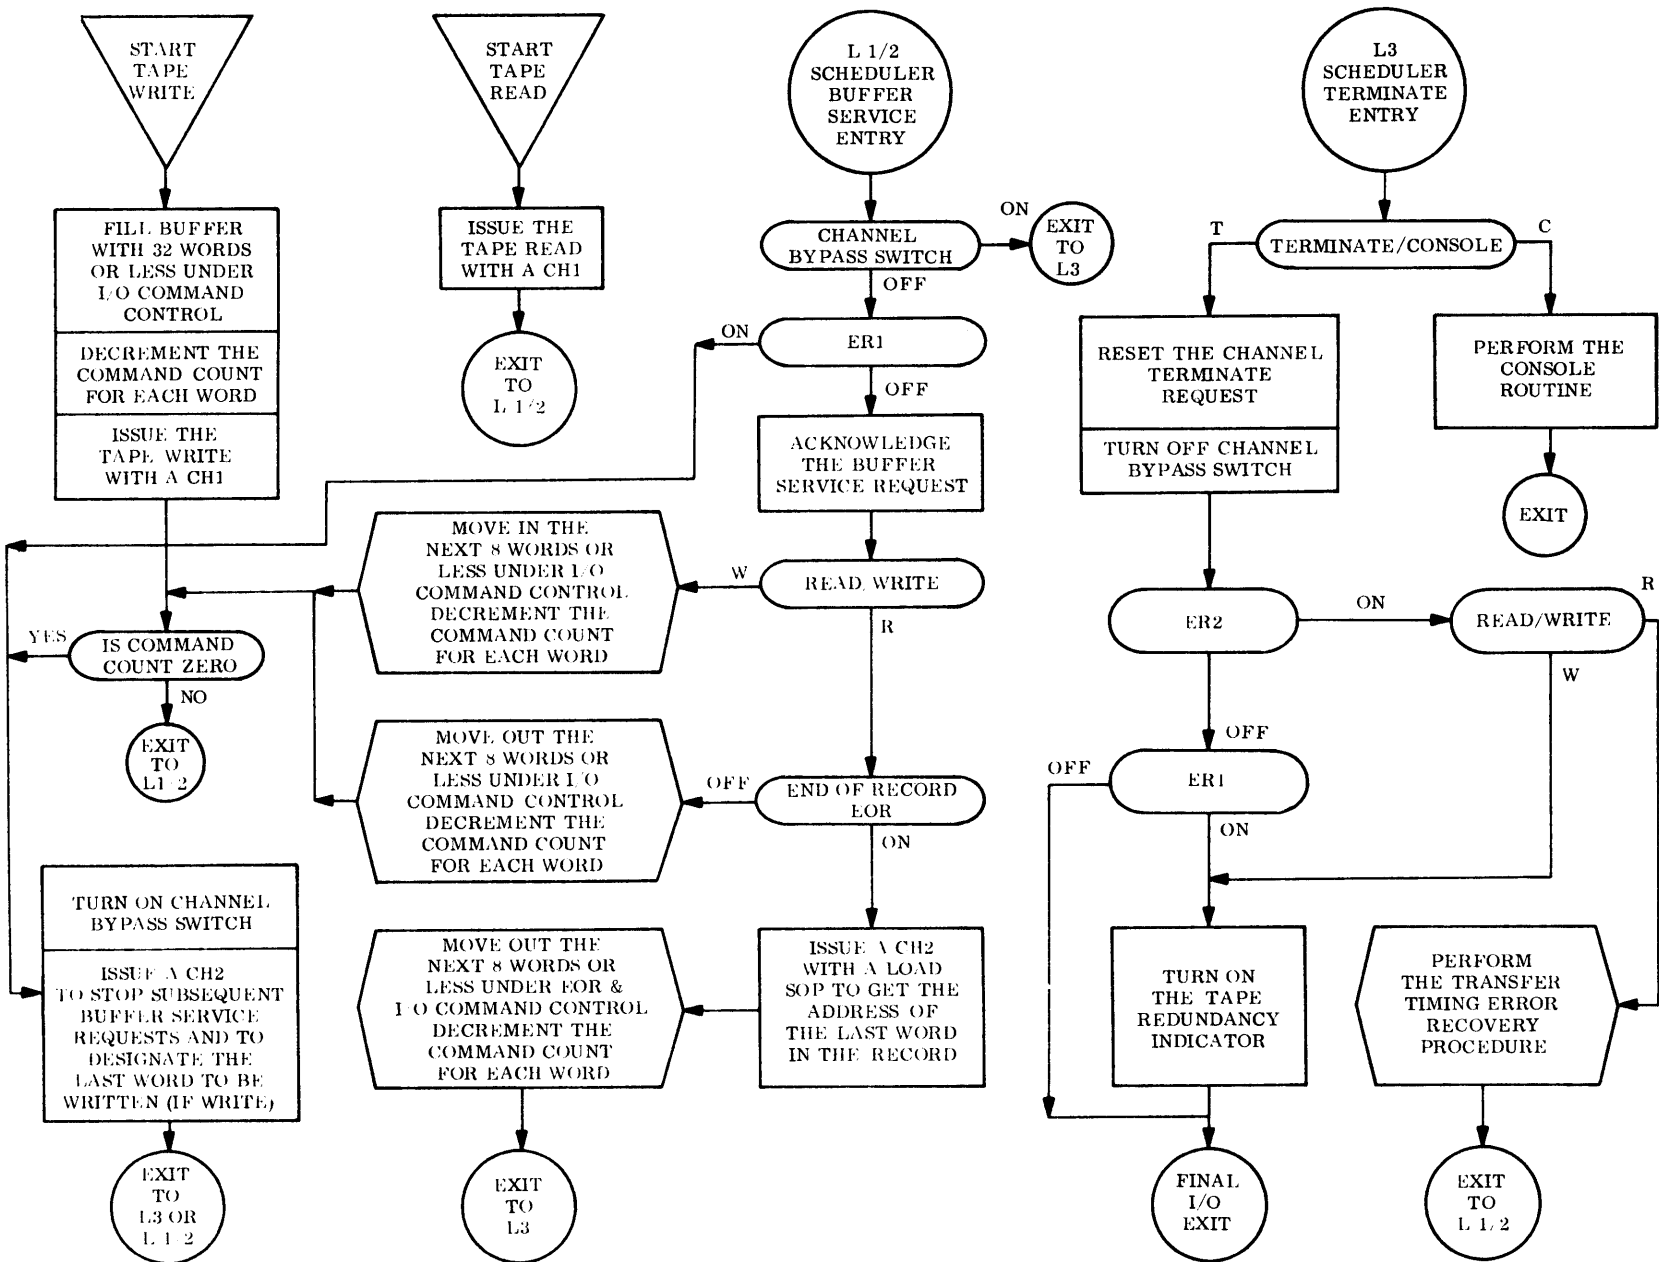 START
TAPE
WRITE
FILL BUFFER
WITH 32 WORDS
OR LESS UNDER
I/O COMMAND
CONTROL
DECREMENT THE
COMMAND COUNT
FOR EACH WORD
ISSUE THE
TAPE WRITE
WITH A CH1
IS COMMAND
COUNT ZERO
YES
NO
EXIT
TO
L1/2
TURN ON CHANNEL
BYPASS SWITCH
ISSUE A CH2
TO STOP SUBSEQUENT
BUFFER SERVICE
REQUESTS AND TO
DESIGNATE THE
LAST WORD TO BE
WRITTEN (IF WRITE)
EXIT
TO
L3 OR
L 1/2
START
TAPE
READ
ISSUE THE
TAPE READ
WITH A CH1
EXIT
TO
L 1/2
MOVE IN THE
NEXT 8 WORDS OR
LESS UNDER I/O
COMMAND CONTROL
DECREMENT THE
COMMAND COUNT
FOR EACH WORD
MOVE OUT THE
NEXT 8 WORDS OR
LESS UNDER I/O
COMMAND CONTROL
DECREMENT THE
COMMAND COUNT
FOR EACH WORD
MOVE OUT THE
NEXT 8 WORDS OR
LESS UNDER EOR &
I/O COMMAND CONTROL
DECREMENT THE
COMMAND COUNT
FOR EACH WORD
EXIT
TO
L3
L 1/2
SCHEDULER
BUFFER
SERVICE
ENTRY
CHANNEL
BYPASS SWITCH
ON
EXIT
TO
L3
OFF
ER1
ON
OFF
ACKNOWLEDGE
THE BUFFER
SERVICE REQUEST
READ/WRITE
W
R
END OF RECORD
EOR
OFF
ON
ISSUE A CH2
WITH A LOAD
SOP TO GET THE
ADDRESS OF
THE LAST WORD
IN THE RECORD
L3
SCHEDULER
TERMINATE
ENTRY
TERMINATE/CONSOLE
T
C
RESET THE CHANNEL
TERMINATE
REQUEST
TURN OFF CHANNEL
BYPASS SWITCH
PERFORM THE
CONSOLE
ROUTINE
EXIT
ER2
ON
OFF
READ/WRITE
R
W
ER1
OFF
ON
TURN ON
THE TAPE
REDUNDANCY
INDICATOR
FINAL
I/O
EXIT
PERFORM
THE TRANSFER
TIMING ERROR
RECOVERY
PROCEDURE
EXIT
TO
L 1/2